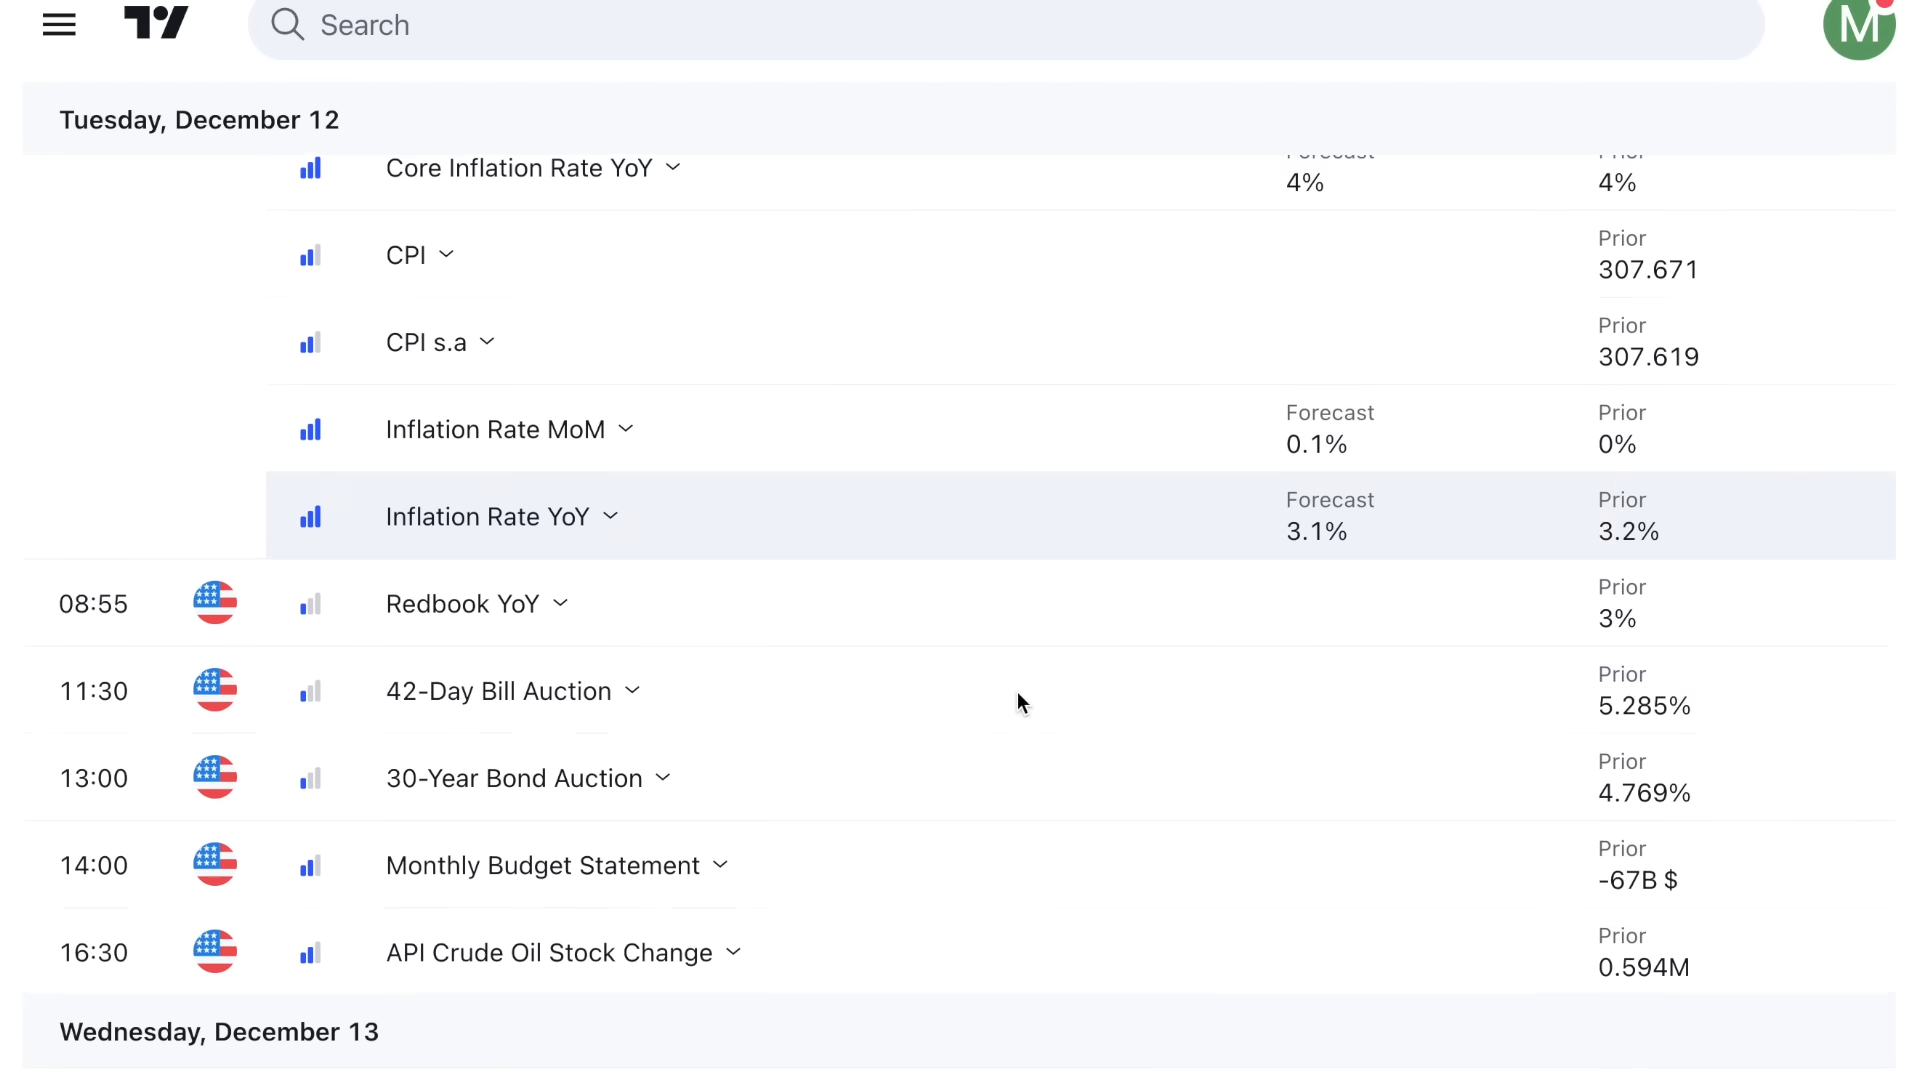 Search
M
Tuesday, December 12
Core Inflation Rate YoY
Forecast
Prior
4%
4%
CPI
Prior
307.671
CPI s.a
Prior
307.619
Inflation Rate MoM
Forecast
Prior
0.1%
0%
Inflation Rate YoY
Forecast
Prior
3.1%
3.2%
08:55
Redbook YoY
Prior
3%
11:30
42-Day Bill Auction
Prior
5.285%
13:00
30-Year Bond Auction
Prior
4.769%
14:00
Monthly Budget Statement
Prior
-67B $
16:30
API Crude Oil Stock Change
Prior
0.594M
Wednesday, December 13